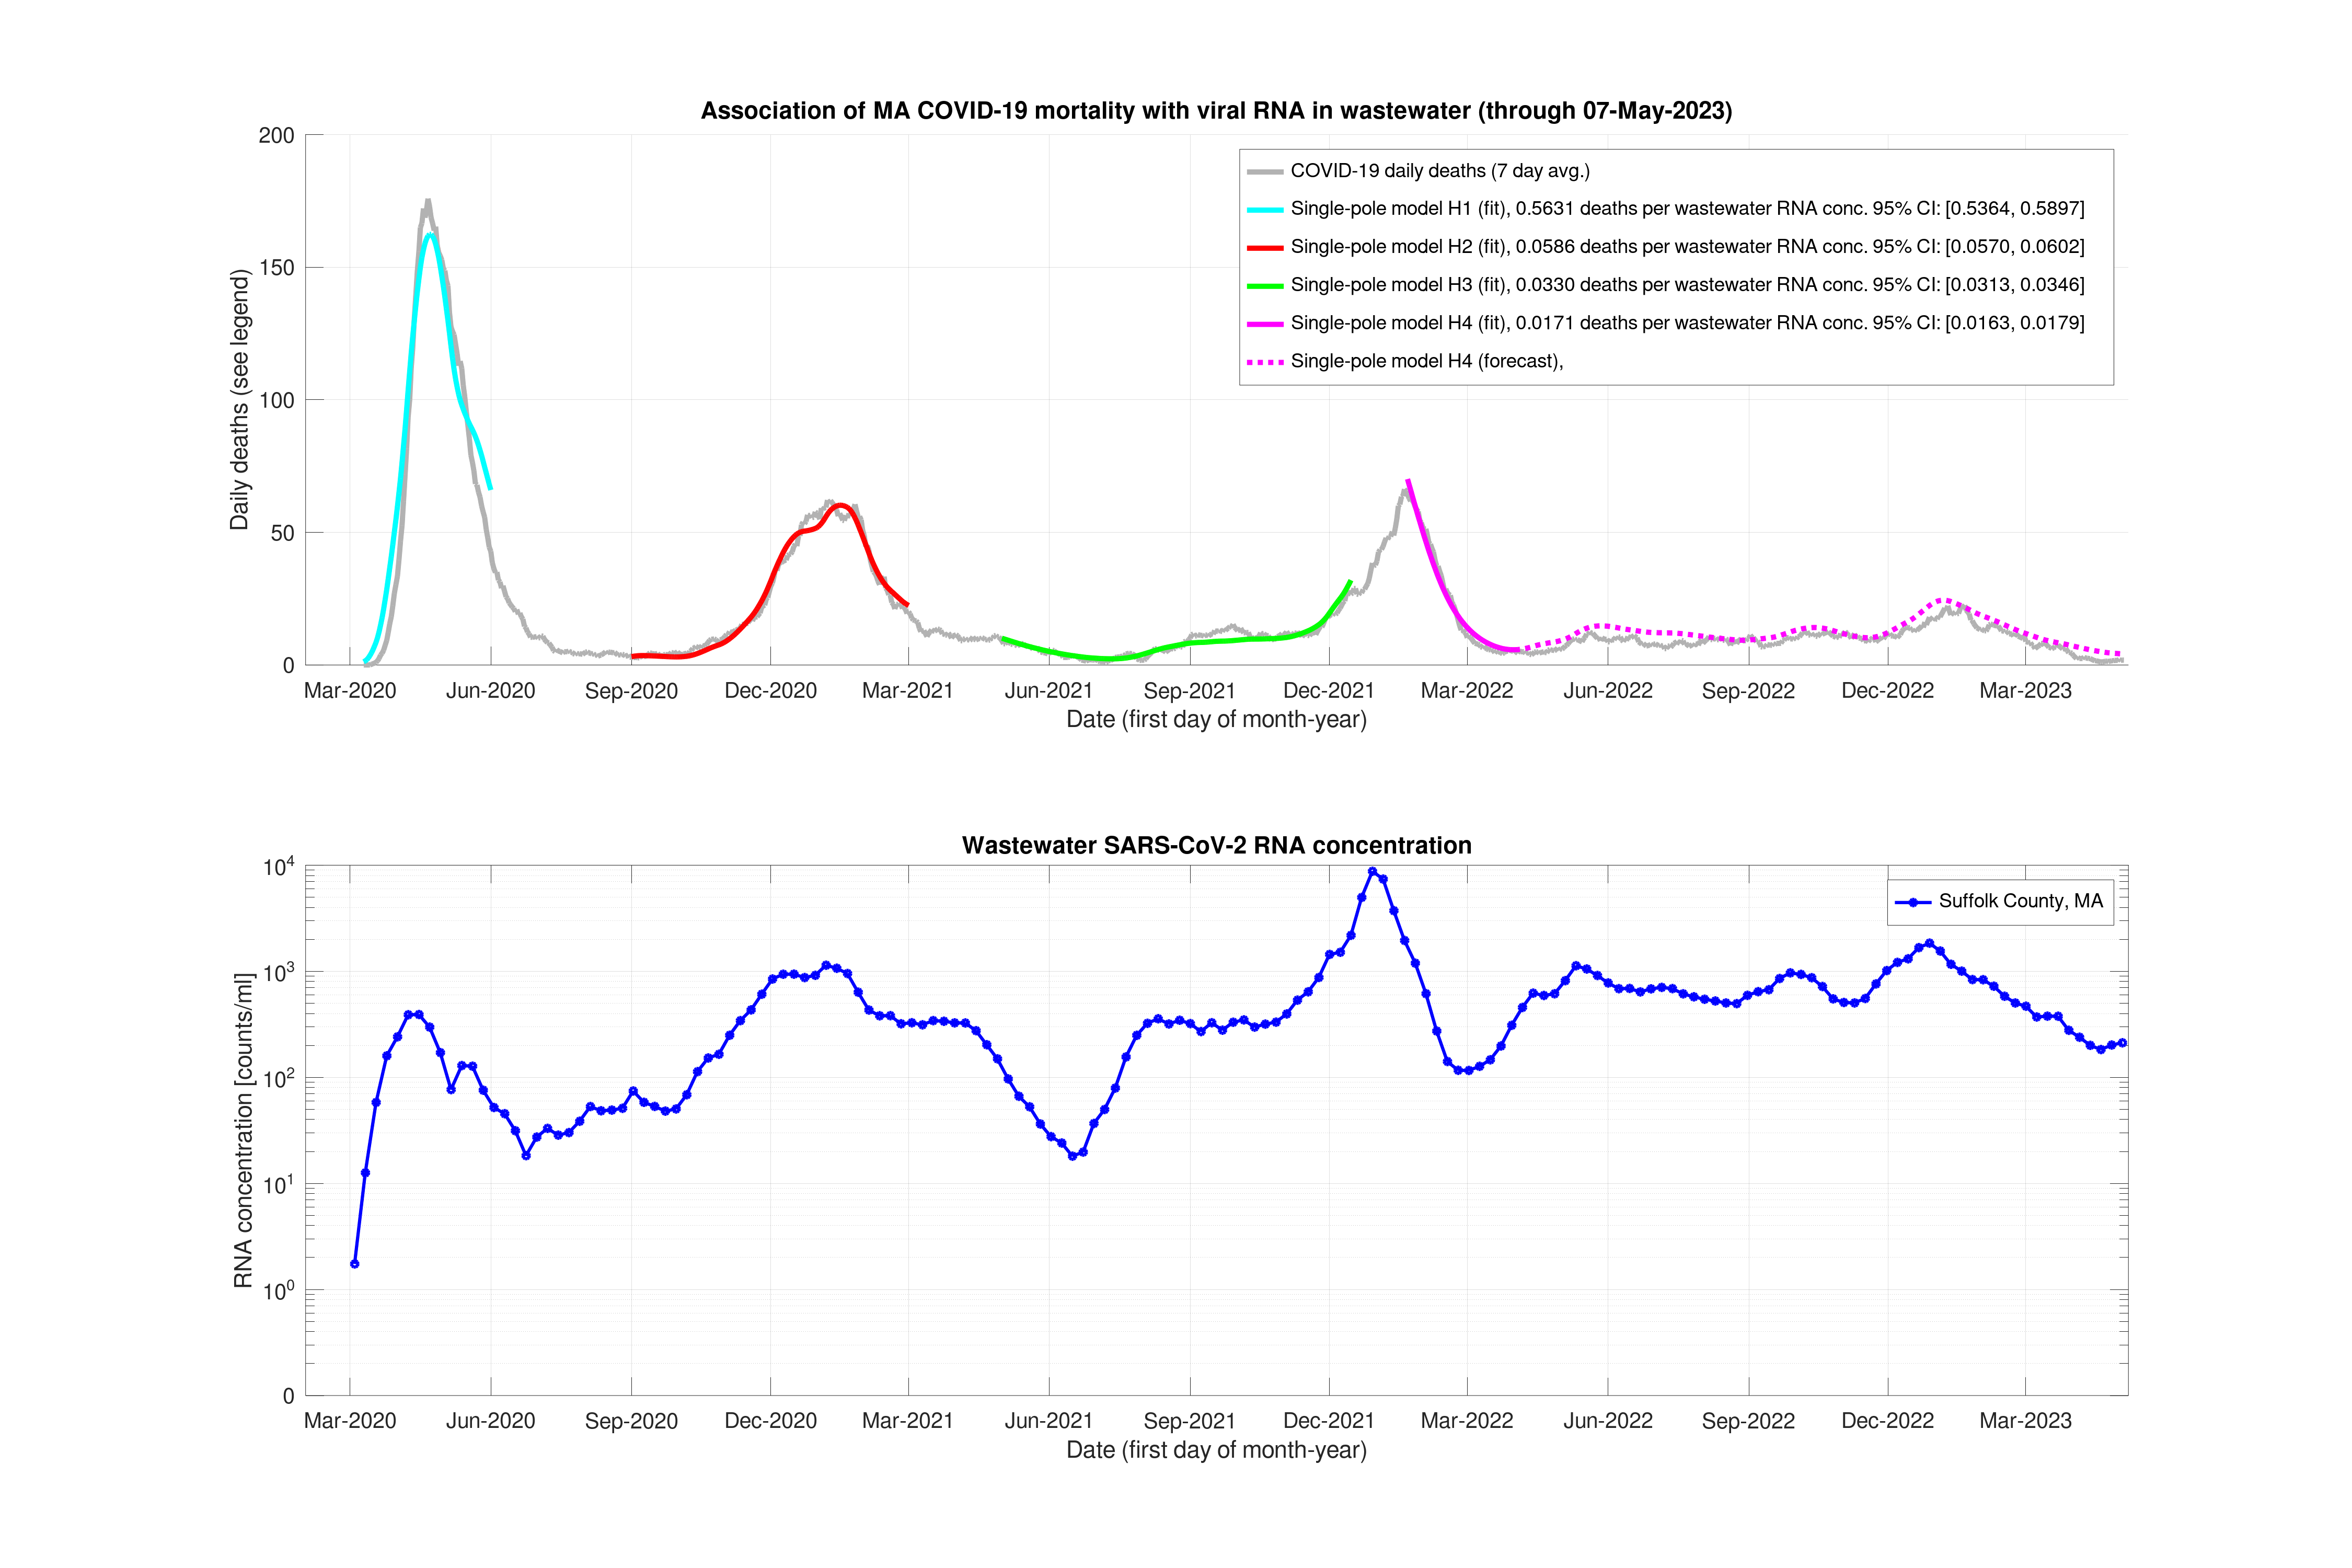 Association of MA COVID-19 mortality with viral RNA in wastewater (through 07-May-2023)
200
150
100
50
0
Daily deaths (see legend)
COVID-19 daily deaths (7 day avg.)
Single-pole model H1 (fit), 0.5631 deaths per wastewater RNA conc. 95% CI: [0.5364, 0.5897]
Single-pole model H2 (fit), 0.0586 deaths per wastewater RNA conc. 95% CI: [0.0570, 0.0602]
Single-pole model H3 (fit), 0.0330 deaths per wastewater RNA conc. 95% CI: [0.0313, 0.0346]
Single-pole model H4 (fit), 0.0171 deaths per wastewater RNA conc. 95% CI: [0.0163, 0.0179]
Single-pole model H4 (forecast),
Mar-2020 Jun-2020 Sep-2020 Dec-2020 Mar-2021 Jun-2021 Sep-2021 Dec-2021 Mar-2022 Jun-2022 Sep-2022 Dec-2022 Mar-2023
Date (first day of month-year)
Wastewater SARS-CoV-2 RNA concentration
10^4
10^3
10^2
10^1
10^0
0
RNA concentration [counts/ml]
Suffolk County, MA
Mar-2020 Jun-2020 Sep-2020 Dec-2020 Mar-2021 Jun-2021 Sep-2021 Dec-2021 Mar-2022 Jun-2022 Sep-2022 Dec-2022 Mar-2023
Date (first day of month-year)